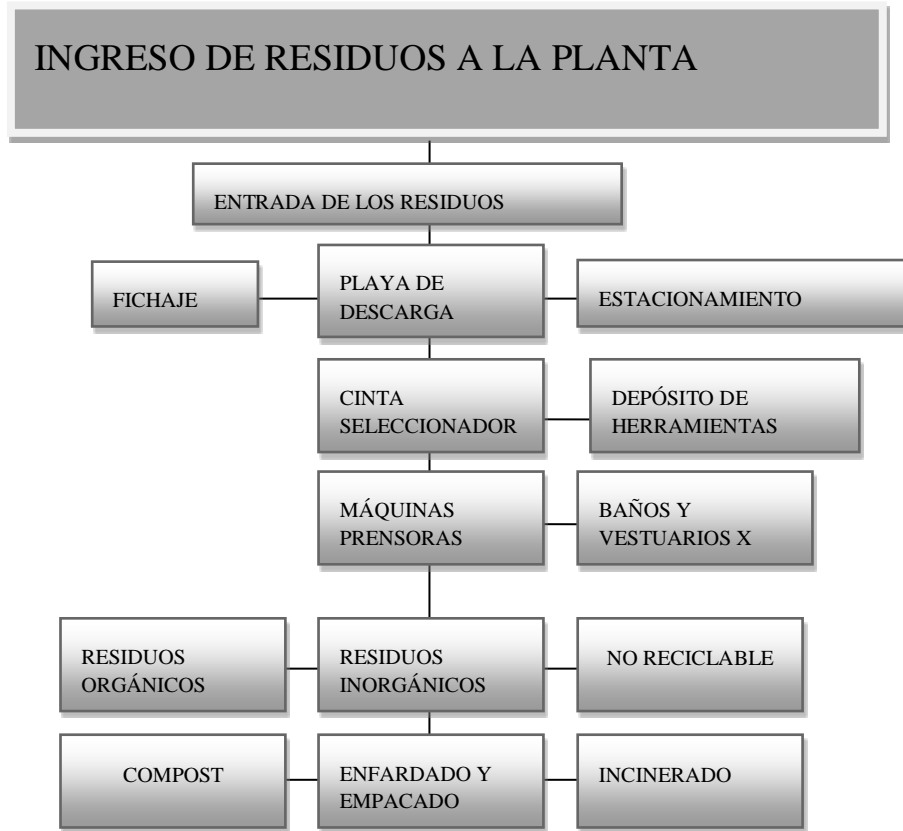 INGRESO DE RESIDUOS A LA PLANTA
ENTRADA DE LOS RESIDUOS
FICHAJE
PLAYA DE
DESCARGA
ESTACIONAMIENTO
CINTA
SELECCIONADOR
DEPÓSITO DE
HERRAMIENTAS
MÁQUINAS
PRENSORAS
BAÑOS Y
VESTUARIOS X
RESIDUOS
ORGÁNICOS
RESIDUOS
INORGÁNICOS
NO RECICLABLE
COMPOST
ENFARDADO Y
EMPACADO
INCINERADO